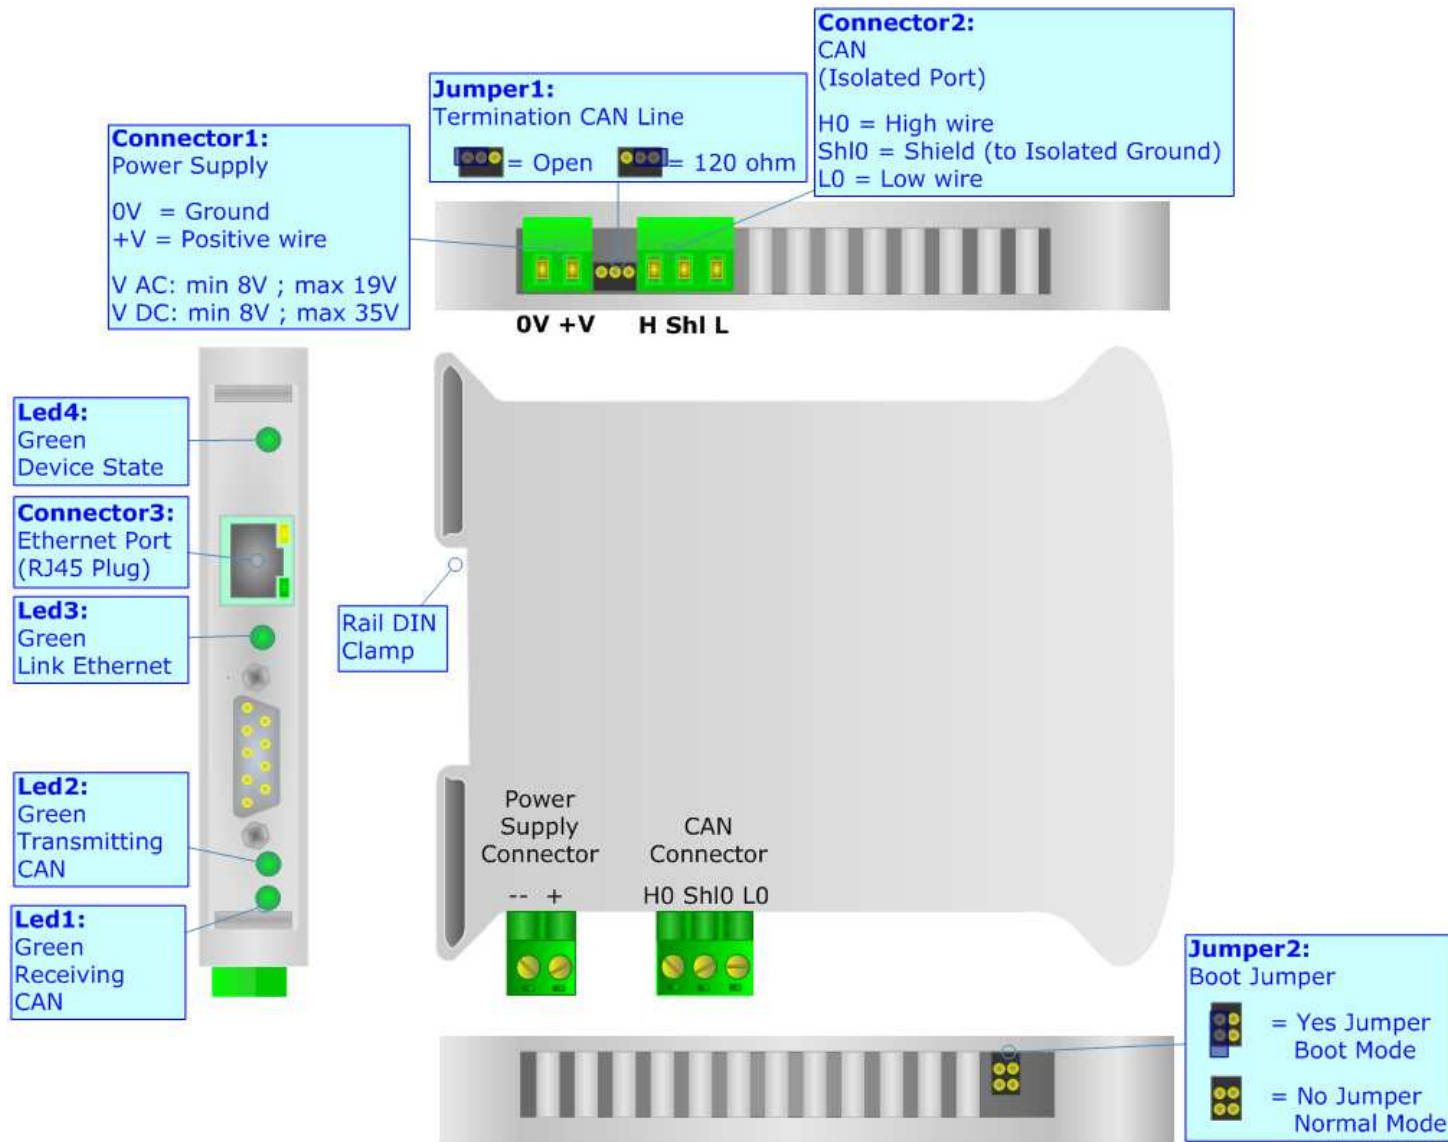 Connector2:
CAN
(Isolated Port)
H0 = High wire
Shl0 = Shield (to Isolated Ground)
L0 = Low wire
Jumper1:
Termination CAN Line
= Open = 120 ohm
Connector1:
Power Supply
0V = Ground
+V = Positive wire
V AC: min 8V ; max 19V
V DC: min 8V ; max 35V
0V +V H Shl L
Led4:
Green
Device State
Connector3:
Ethernet Port
(RJ45 Plug)
Led3:
Green
Link Ethernet
Rail DIN
Clamp
Led2:
Green
Transmitting
CAN
Led1:
Green
Receiving
CAN
Power
Supply
Connector
-- +
CAN
Connector
H0 Shl0 L0
Jumper2:
Boot Jumper
= Yes Jumper
Boot Mode
= No Jumper
Normal Mode